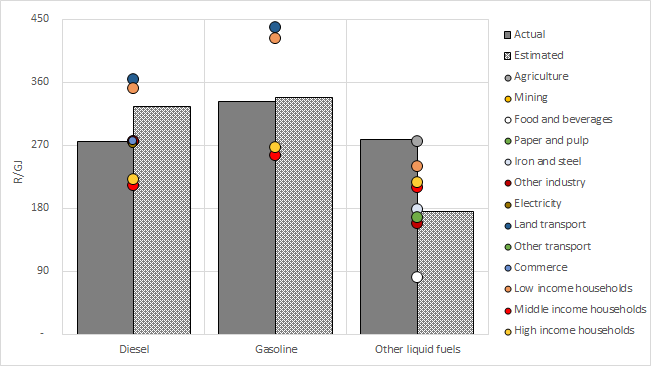 450
360
270
180
90
-
R/GJ
Diesel
Gasoline
Other liquid fuels
Actual
Estimated
Agriculture
Mining
Food and beverages
Paper and pulp
Iron and steel
Other industry
Electricity
Land transport
Other transport
Commerce
Low income households
Middle income households
High income households